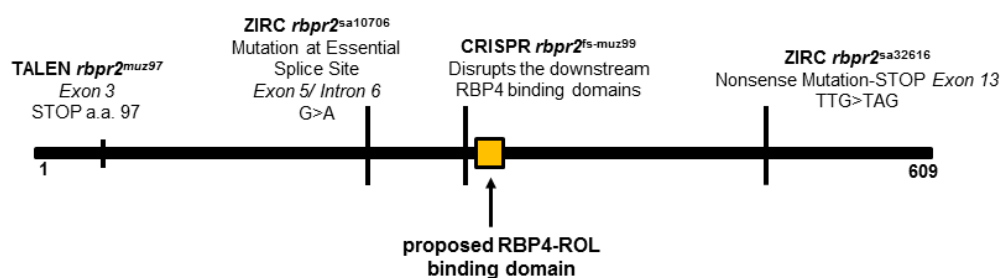 TALEN rbpr2muz97
Exon 3
STOP a.a. 97
ZIRC rbpr2sa10706
Mutation at Essential
Splice Site
Exon 5/ Intron 6
G>A
CRISPR rbpr2fs-muz99
Disrupts the downstream
RBP4 binding domains
ZIRC rbpr2sa32616
Nonsense Mutation-STOP Exon 13
TTG>TAG
1
609
proposed RBP4-ROL
binding domain